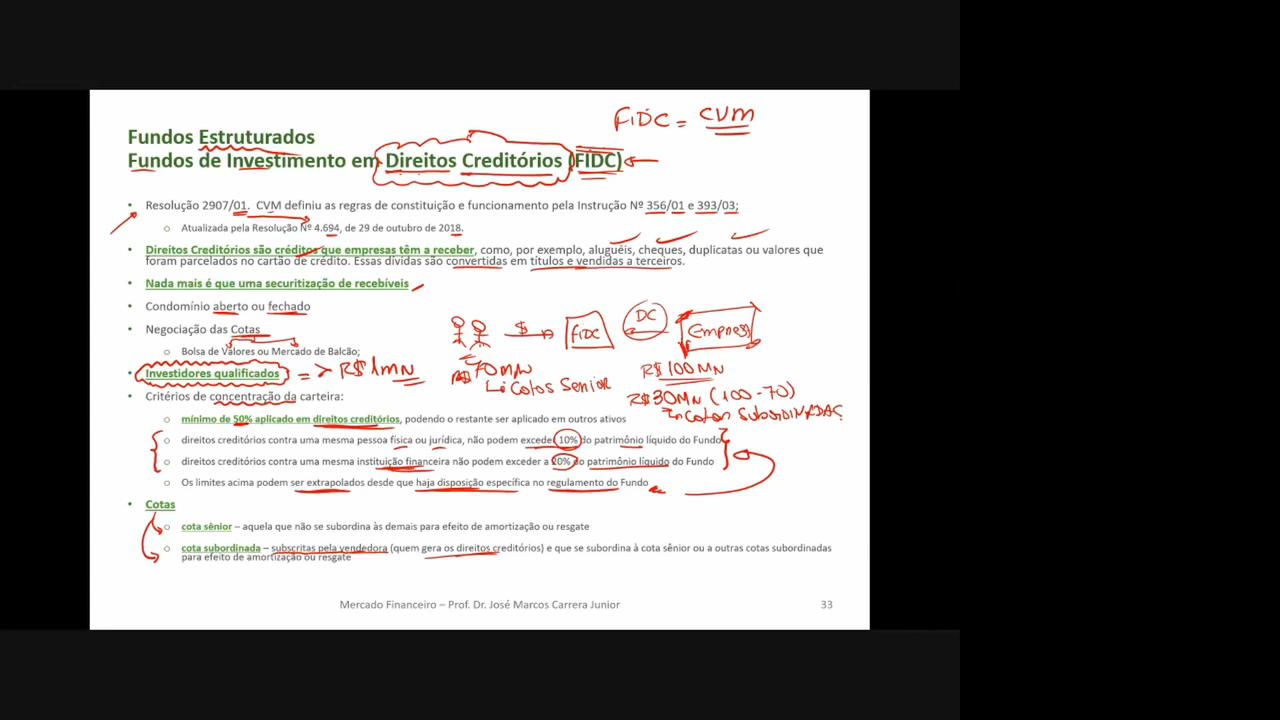 FIDC = CVM
Fundos Estruturados
Fundos de Investimento em Direitos Creditórios (FIDC)
• Resolução 2907/01. CVM definiu as regras de constituição e funcionamento pela Instrução Nº 356/01 e 393/03;
o Atualizada pela Resolução Nº 4.694, de 29 de outubro de 2018.
• Direitos Creditórios são créditos que empresas têm a receber, como, por exemplo, aluguéis, cheques, duplicatas ou valores que
foram parcelados no cartão de crédito. Essas dívidas são convertidas em títulos e vendidas a terceiros.
• Nada mais é que uma securitização de recebíveis
• Condomínio aberto ou fechado
• Negociação das Cotas
$ FIDC DC Empresa
o Bolsa de Valores ou Mercado de Balcão;
• Investidores qualificados => R$ 1MN
R$ 70MN
Cotas Senior
R$ 100 MN
R$ 30MN (100-70)
Cotas SUBORDINADAS
• Critérios de concentração da carteira:
o mínimo de 50% aplicado em direitos creditórios, podendo o restante ser aplicado em outros ativos
o direitos creditórios contra uma mesma pessoa física ou jurídica, não podem exceder 10% do patrimônio líquido do Fundo
o direitos creditórios contra uma mesma instituição financeira não podem exceder a 20% do patrimônio líquido do Fundo
o Os limites acima podem ser extrapolados desde que haja disposição específica no regulamento do Fundo
• Cotas
o cota sênior – aquela que não se subordina às demais para efeito de amortização ou resgate
o cota subordinada – subscritas pela vendedora (quem gera os direitos creditórios) e que se subordina à cota sênior ou a outras cotas subordinadas
para efeito de amortização ou resgate
Mercado Financeiro – Prof. Dr. José Marcos Carrera Junior
33